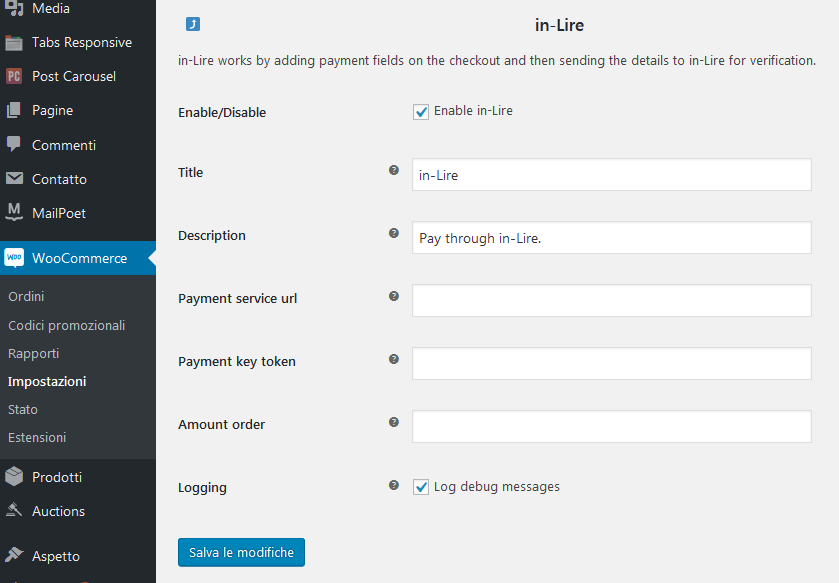 Media
Tabs Responsive
PC
Post Carousel
Pagine
Commenti
Contatto
M
MailPoet
woo
WooCommerce
Ordini
Codici promozionali
Rapporti
Impostazioni
Stato
Estensioni
Prodotti
Auctions
Aspetto
in-Lire
in-Lire works by adding payment fields on the checkout and then sending the details to in-Lire for verification.
Enable/Disable
Enable in-Lire
Title
?
in-Lire
Description
?
Pay through in-Lire.
Payment service url
?
Payment key token
?
Amount order
?
Logging
?
Log debug messages
Salva le modifiche